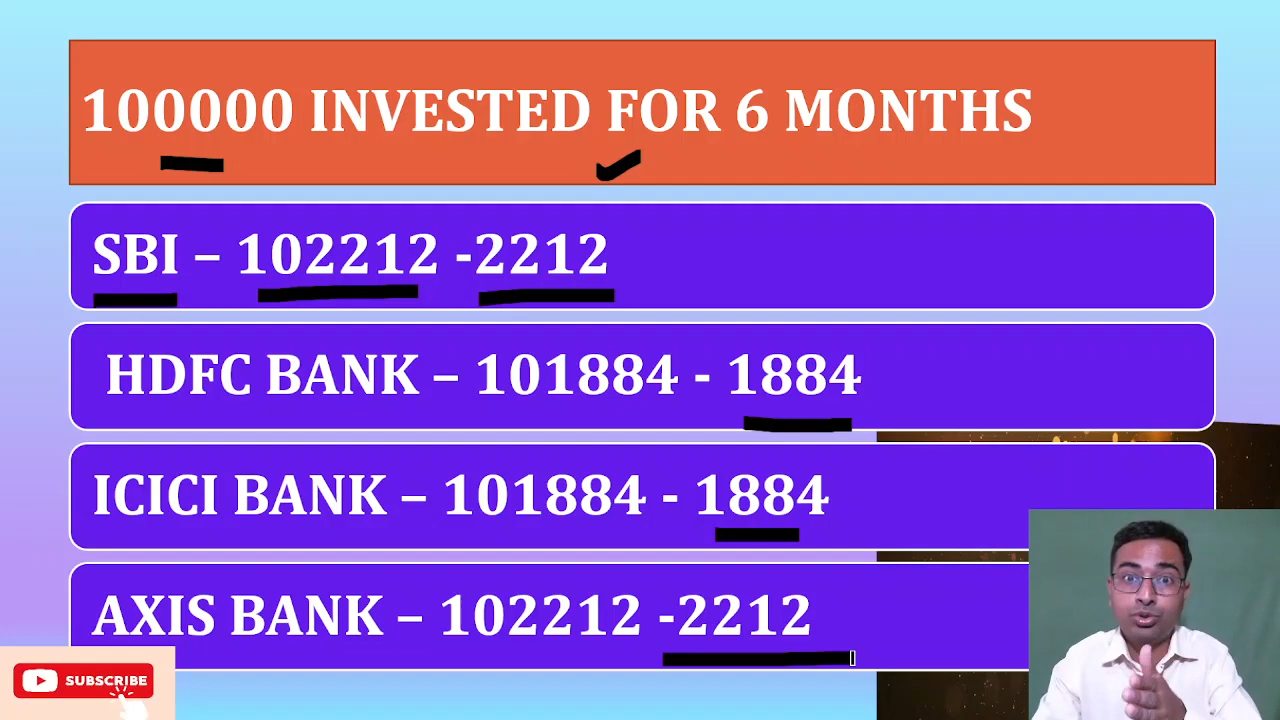 100000 INVESTED FOR 6 MONTHS
SBI – 102212 -2212
HDFC BANK – 101884 - 1884
ICICI BANK – 101884 - 1884
AXIS BANK – 102212 -2212
SUBSCRIBE